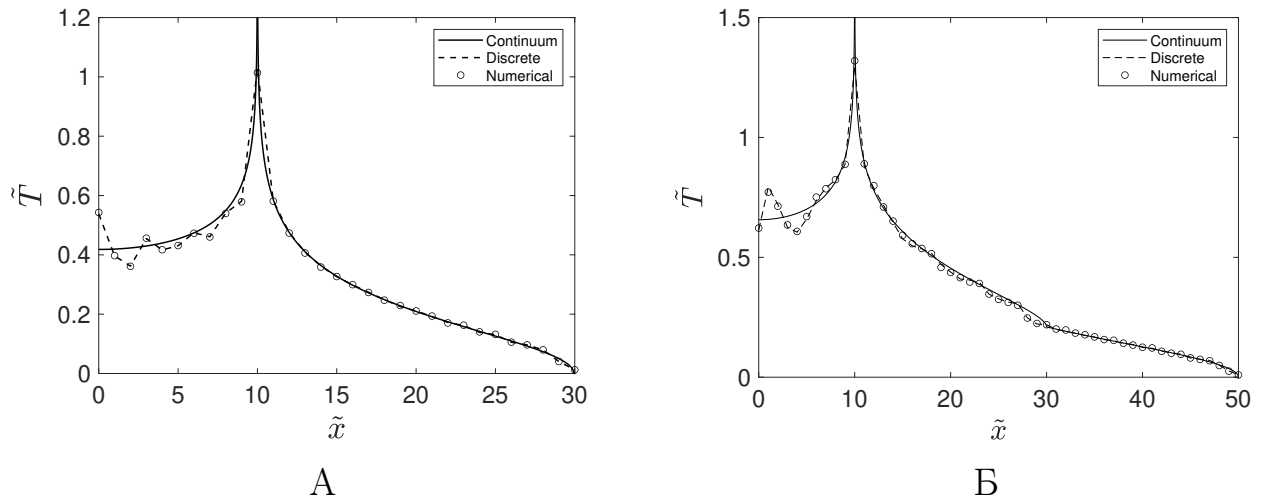 1.2
1
0.8
0.6
0.4
0.2
0
0 5 10 15 20 25 30
T̃
x̃
Continuum
Discrete
Numerical
А
1.5
1
0.5
0
0 10 20 30 40 50
T̃
x̃
Continuum
Discrete
Numerical
Б